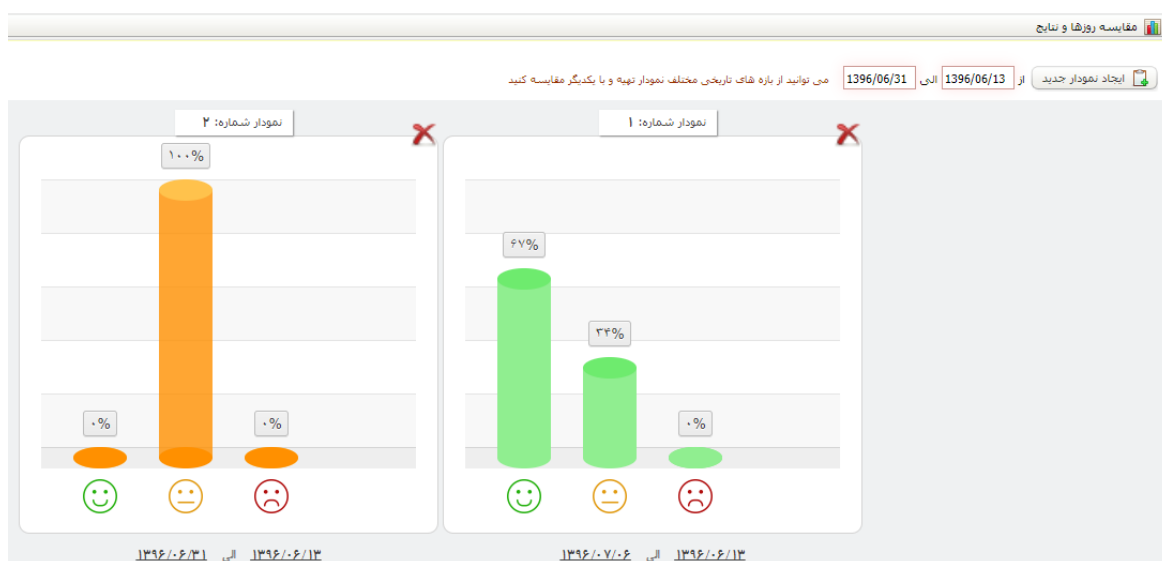 مقایسه روزها و نتایج
ایجاد نمودار جدید از 1396/06/13 الی 1396/06/31 می توانید از بازه های تاریخی مختلف نمودار تهیه و با یکدیگر مقایسه کنید
نمودار شماره: ۱
۶۷%
۳۴%
۰%
۱۳۹۶/۰۶/۱۳ الی ۱۳۹۶/۰۷/۰۶
نمودار شماره: ۲
۱۰۰%
۰%
۰%
۱۳۹۶/۰۶/۱۳ الی ۱۳۹۶/۰۶/۳۱